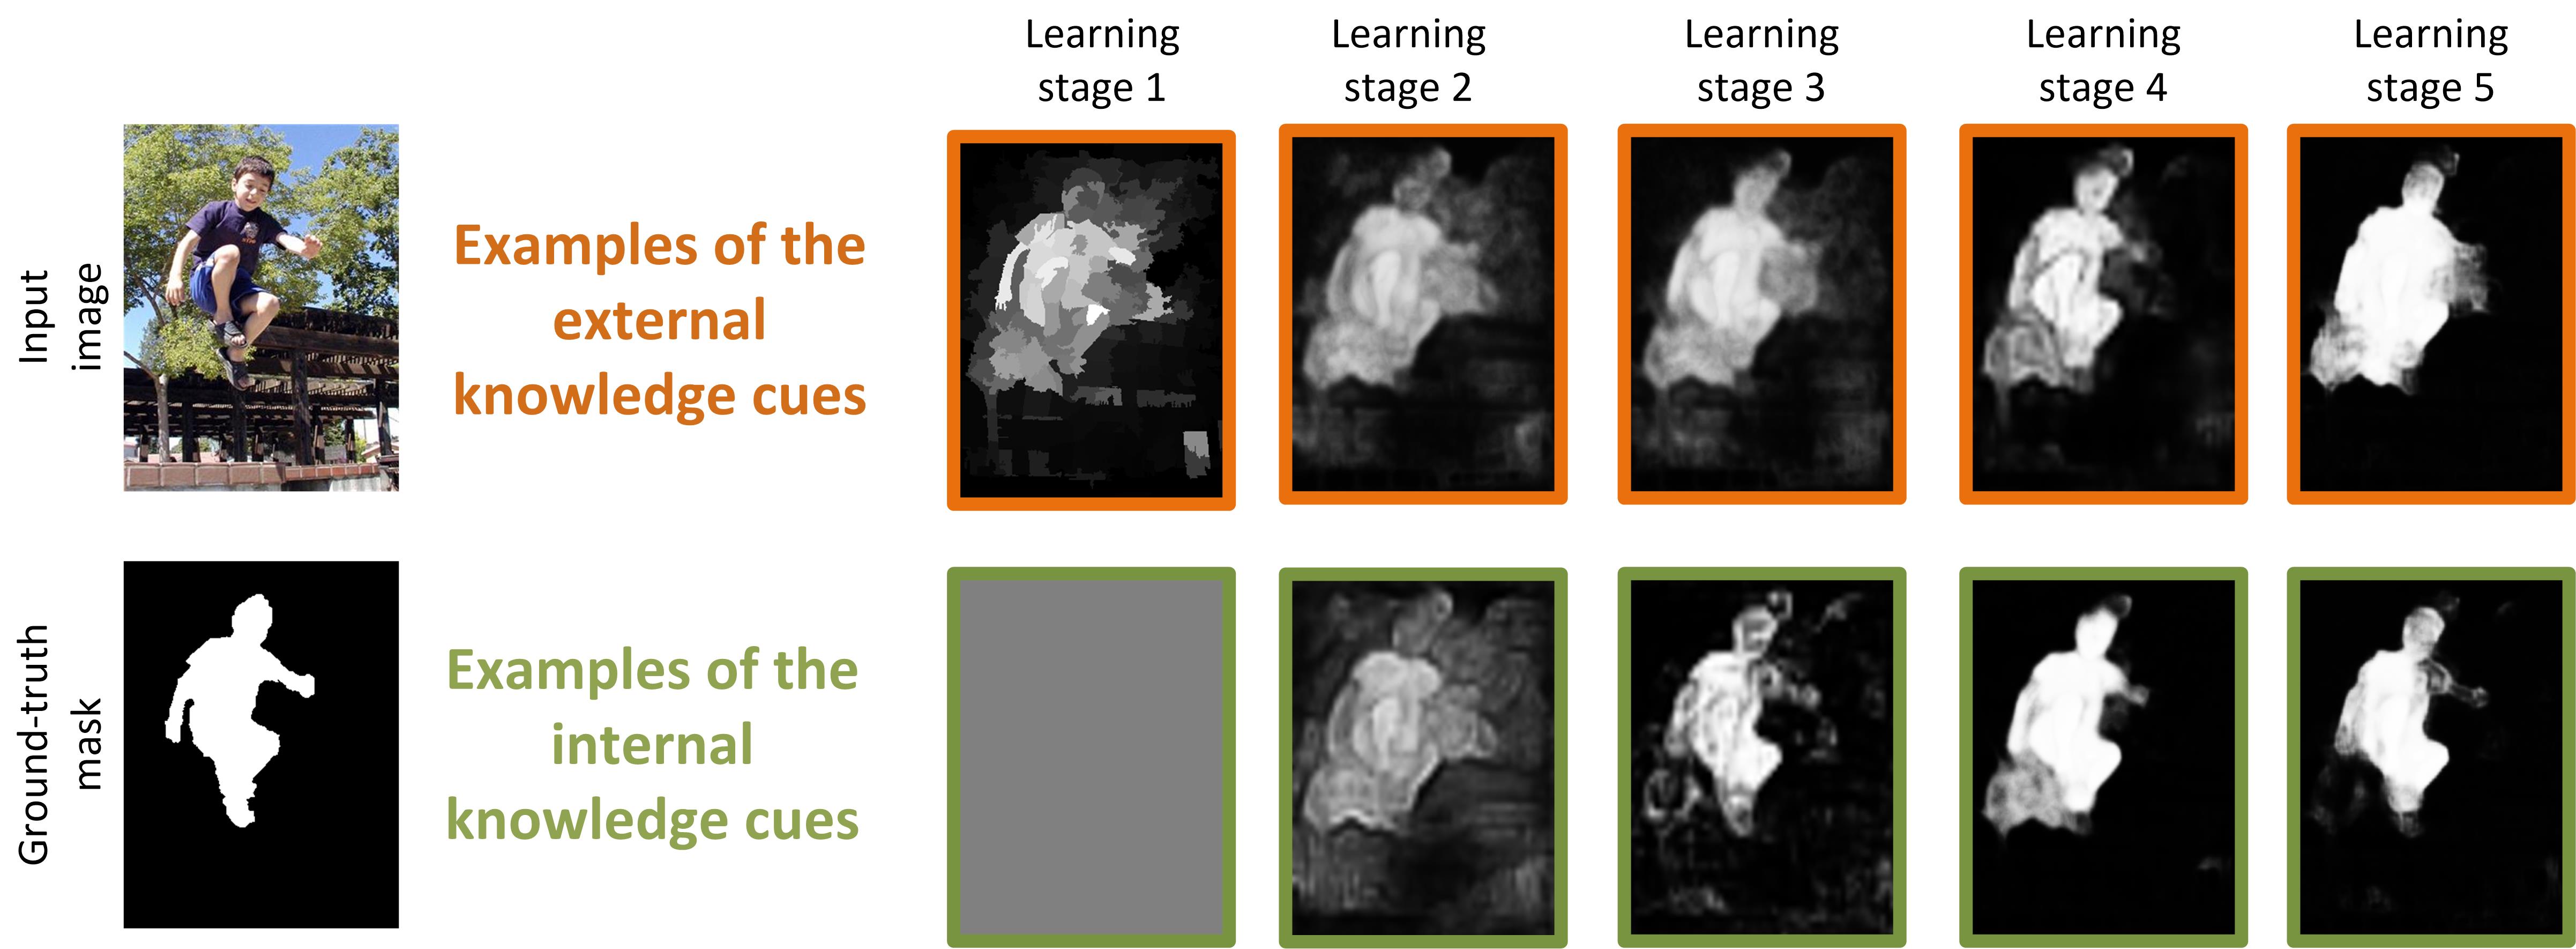 Learning
stage 1
Learning
stage 2
Learning
stage 3
Learning
stage 4
Learning
stage 5
Input
image
Examples of the
external
knowledge cues
Ground-truth
mask
Examples of the
internal
knowledge cues